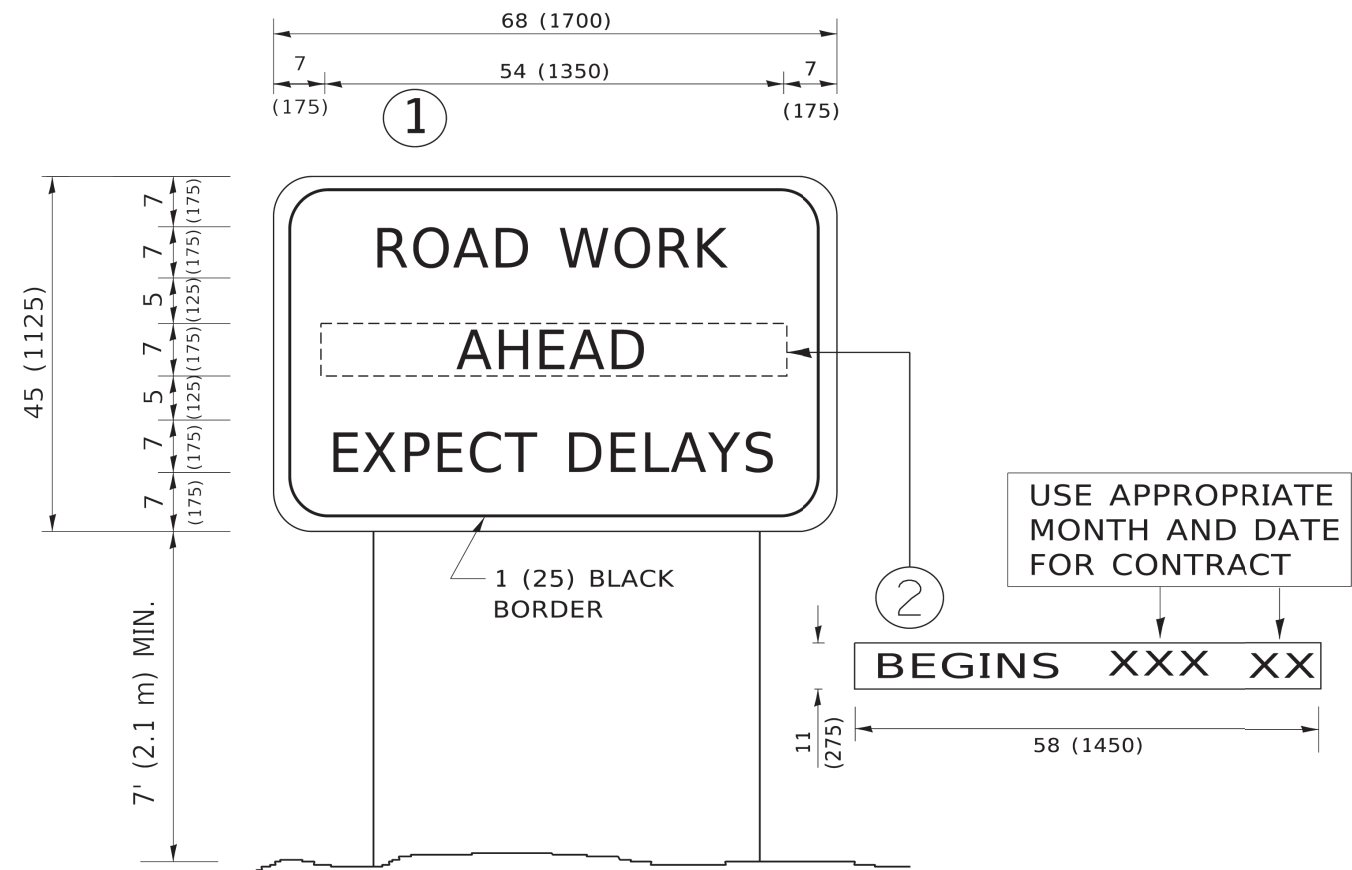 68 (1700)
7
54 (1350)
7
(175)
(175)
1
45 (1125)
7
(175)
7
(175)
5
(125)
7
(175)
5
(125)
7
(175)
7
(175)
ROAD WORK
AHEAD
EXPECT DELAYS
1 (25) BLACK
BORDER
7' (2.1 m) MIN.
USE APPROPRIATE
MONTH AND DATE
FOR CONTRACT
2
BEGINS XXX XX
11
(275)
58 (1450)